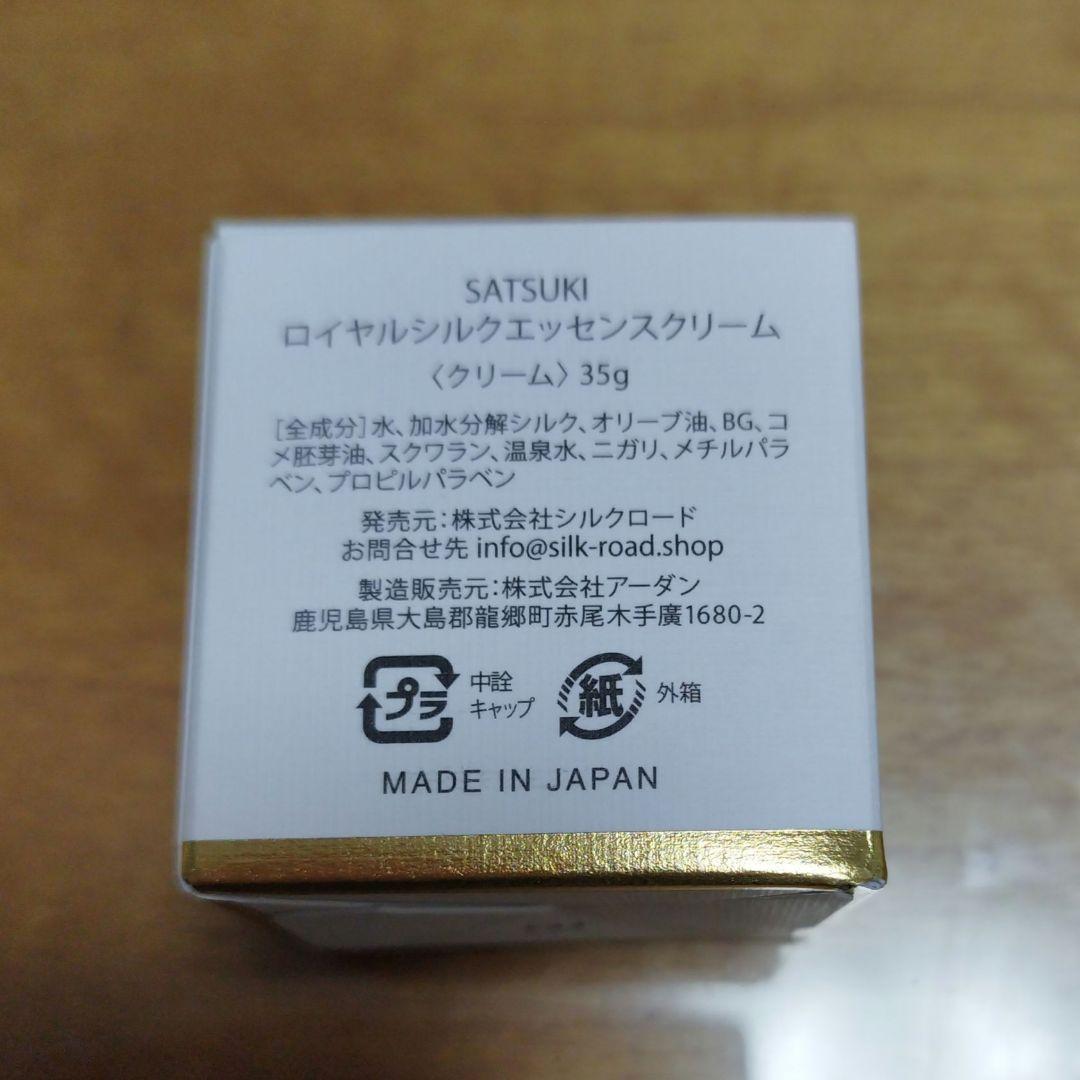 SATSUKI
ロイヤルシルクエッセンスクリーム
〈クリーム〉35g
[全成分]水、加水分解シルク、オリーブ油、BG、コ
メ胚芽油、スクワラン、温泉水、ニガリ、メチルパラ
ベン、プロピルパラベン
発売元：株式会社シルクロード
お問合せ先 info@silk-road.shop
製造販売元：株式会社アーダン
鹿児島県大島郡龍郷町赤尾木手廣1680-2
プラ 中詮 キャップ 紙 外箱
MADE IN JAPAN